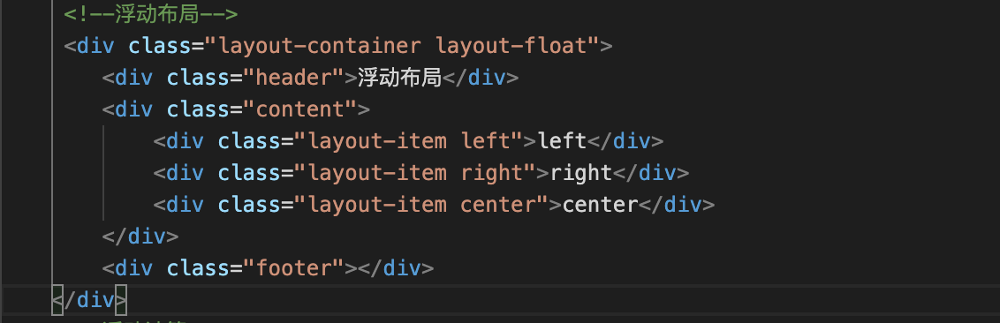 <!--浮动布局-->
<div class="layout-container layout-float">
<div class="header">浮动布局</div>
<div class="content">
<div class="layout-item left">left</div>
<div class="layout-item right">right</div>
<div class="layout-item center">center</div>
</div>
<div class="footer"></div>
</div>